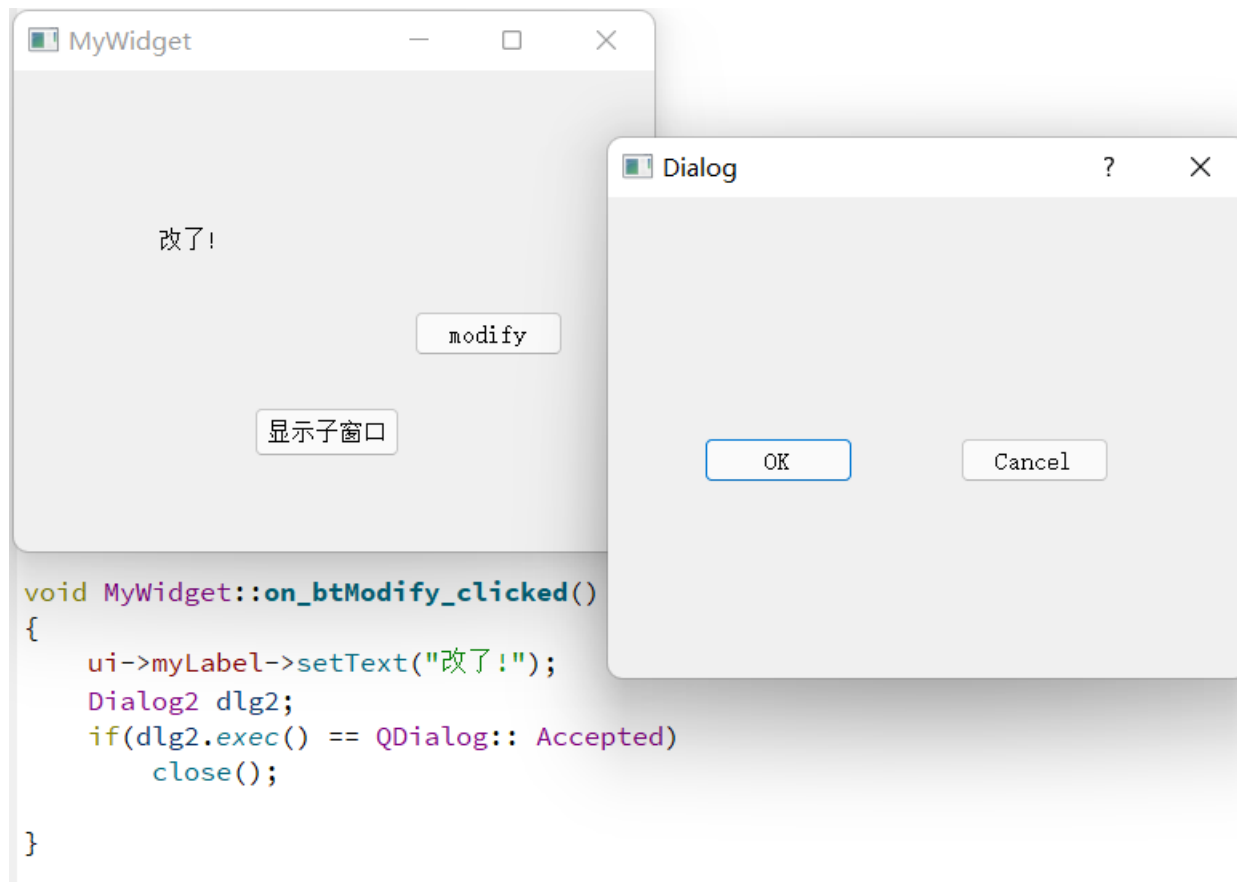 MyWidget
改了!
modify
显示子窗口
Dialog
?
OK
Cancel
void MyWidget::on_btModify_clicked()
{
    ui->myLabel->setText("改了!");
    Dialog2 dlg2;
    if(dlg2.exec() == QDialog:: Accepted)
        close();
}